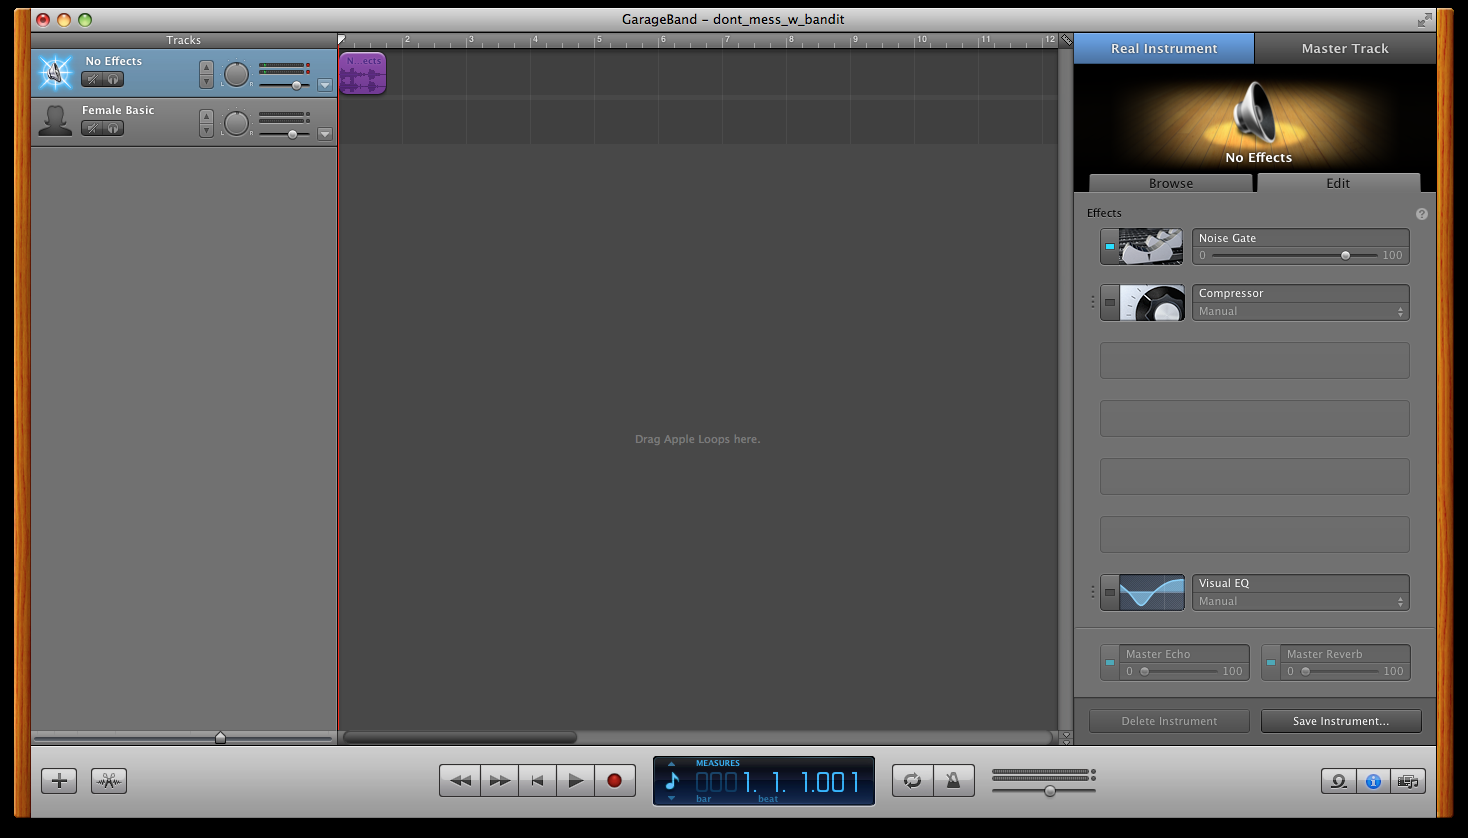 GarageBand – dont_mess_w_bandit
Tracks
2 3 4 5 6 7 8 9 10 11 12
No Effects
L R
N...ects
Female Basic
L R
Drag Apple Loops here.
Real Instrument
Master Track
No Effects
Browse
Edit
Effects
?
Noise Gate
0 100
Compressor
Manual
Visual EQ
Manual
Master Echo
0 100
Master Reverb
0 100
Delete Instrument
Save Instrument...
MEASURES
0001. 1. 1.001
bar beat